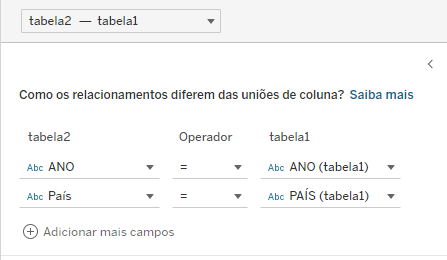 tabela2 — tabela1
Como os relacionamentos diferem das uniões de coluna? Saiba mais
tabela2 Operador tabela1
Abc ANO = Abc ANO (tabela1)
Abc País = Abc PAÍS (tabela1)
Adicionar mais campos